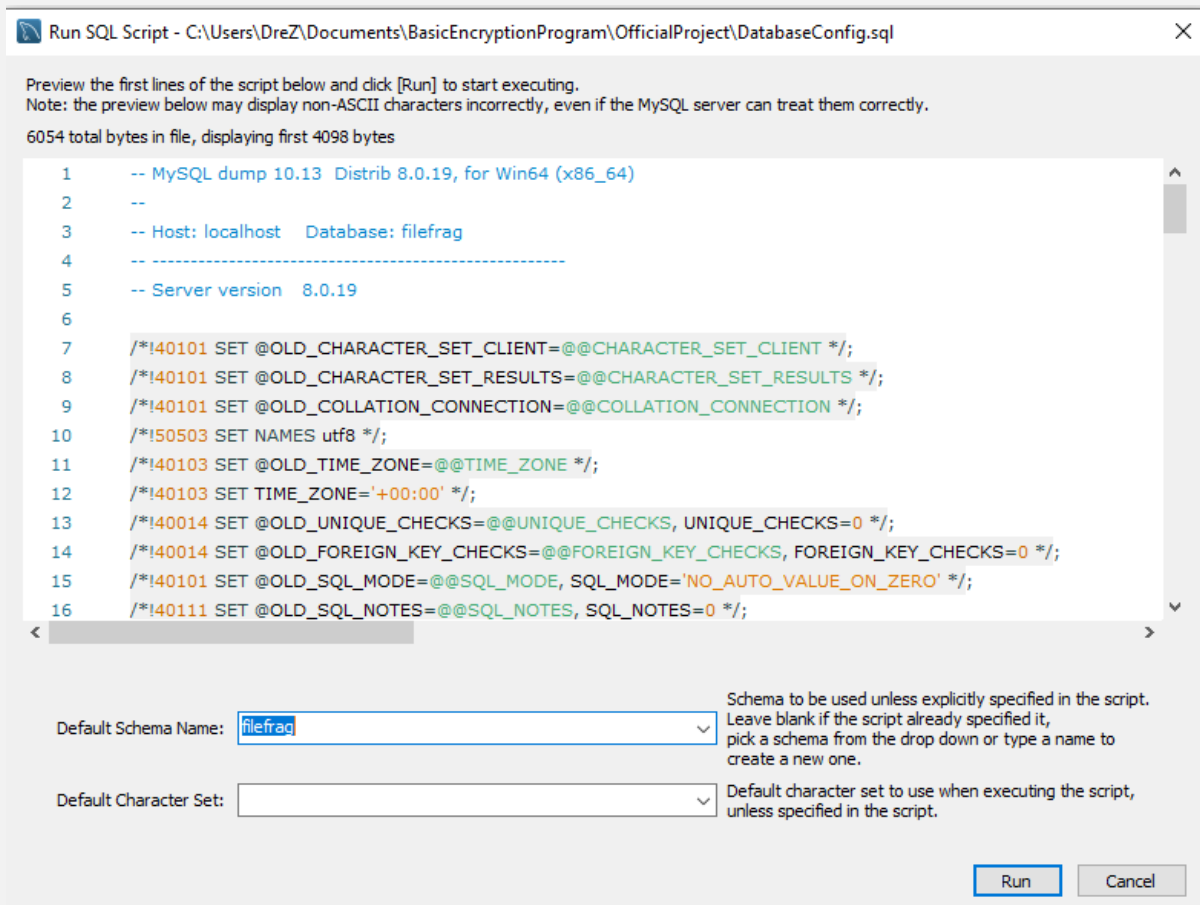 Run SQL Script - C:\Users\DreZ\Documents\BasicEncryptionProgram\OfficialProject\DatabaseConfig.sql
Preview the first lines of the script below and click [Run] to start executing.
Note: the preview below may display non-ASCII characters incorrectly, even if the MySQL server can treat them correctly.
6054 total bytes in file, displaying first 4098 bytes
1 -- MySQL dump 10.13  Distrib 8.0.19, for Win64 (x86_64)
2 --
3 -- Host: localhost    Database: filefrag
4 -- ------------------------------------------------------
5 -- Server version   8.0.19
6
7 /*!40101 SET @OLD_CHARACTER_SET_CLIENT=@@CHARACTER_SET_CLIENT */;
8 /*!40101 SET @OLD_CHARACTER_SET_RESULTS=@@CHARACTER_SET_RESULTS */;
9 /*!40101 SET @OLD_COLLATION_CONNECTION=@@COLLATION_CONNECTION */;
10 /*!50503 SET NAMES utf8 */;
11 /*!40103 SET @OLD_TIME_ZONE=@@TIME_ZONE */;
12 /*!40103 SET TIME_ZONE='+00:00' */;
13 /*!40014 SET @OLD_UNIQUE_CHECKS=@@UNIQUE_CHECKS, UNIQUE_CHECKS=0 */;
14 /*!40014 SET @OLD_FOREIGN_KEY_CHECKS=@@FOREIGN_KEY_CHECKS, FOREIGN_KEY_CHECKS=0 */;
15 /*!40101 SET @OLD_SQL_MODE=@@SQL_MODE, SQL_MODE='NO_AUTO_VALUE_ON_ZERO' */;
16 /*!40111 SET @OLD_SQL_NOTES=@@SQL_NOTES, SQL_NOTES=0 */;
Default Schema Name: filefrag
Schema to be used unless explicitly specified in the script.
Leave blank if the script already specified it,
pick a schema from the drop down or type a name to
create a new one.
Default Character Set:
Default character set to use when executing the script,
unless specified in the script.
Run Cancel